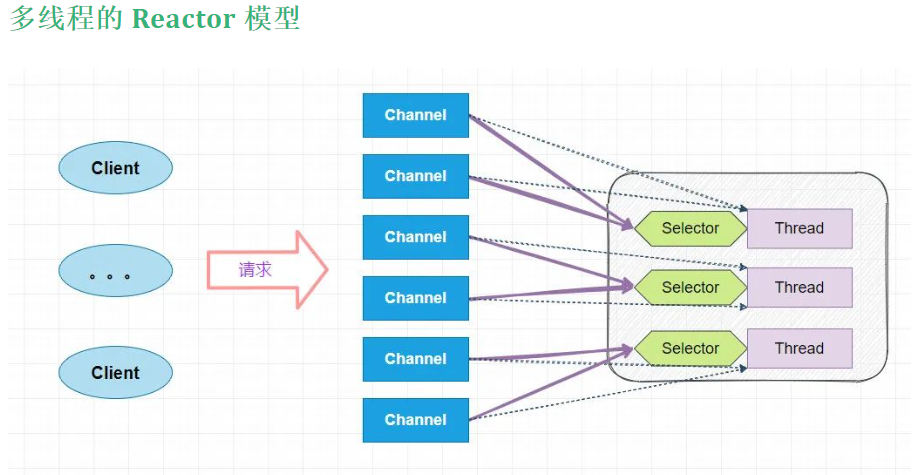 多线程的 Reactor 模型
Client
。。。
Client
请求
Channel
Channel
Channel
Channel
Channel
Channel
Selector Thread
Selector Thread
Selector Thread